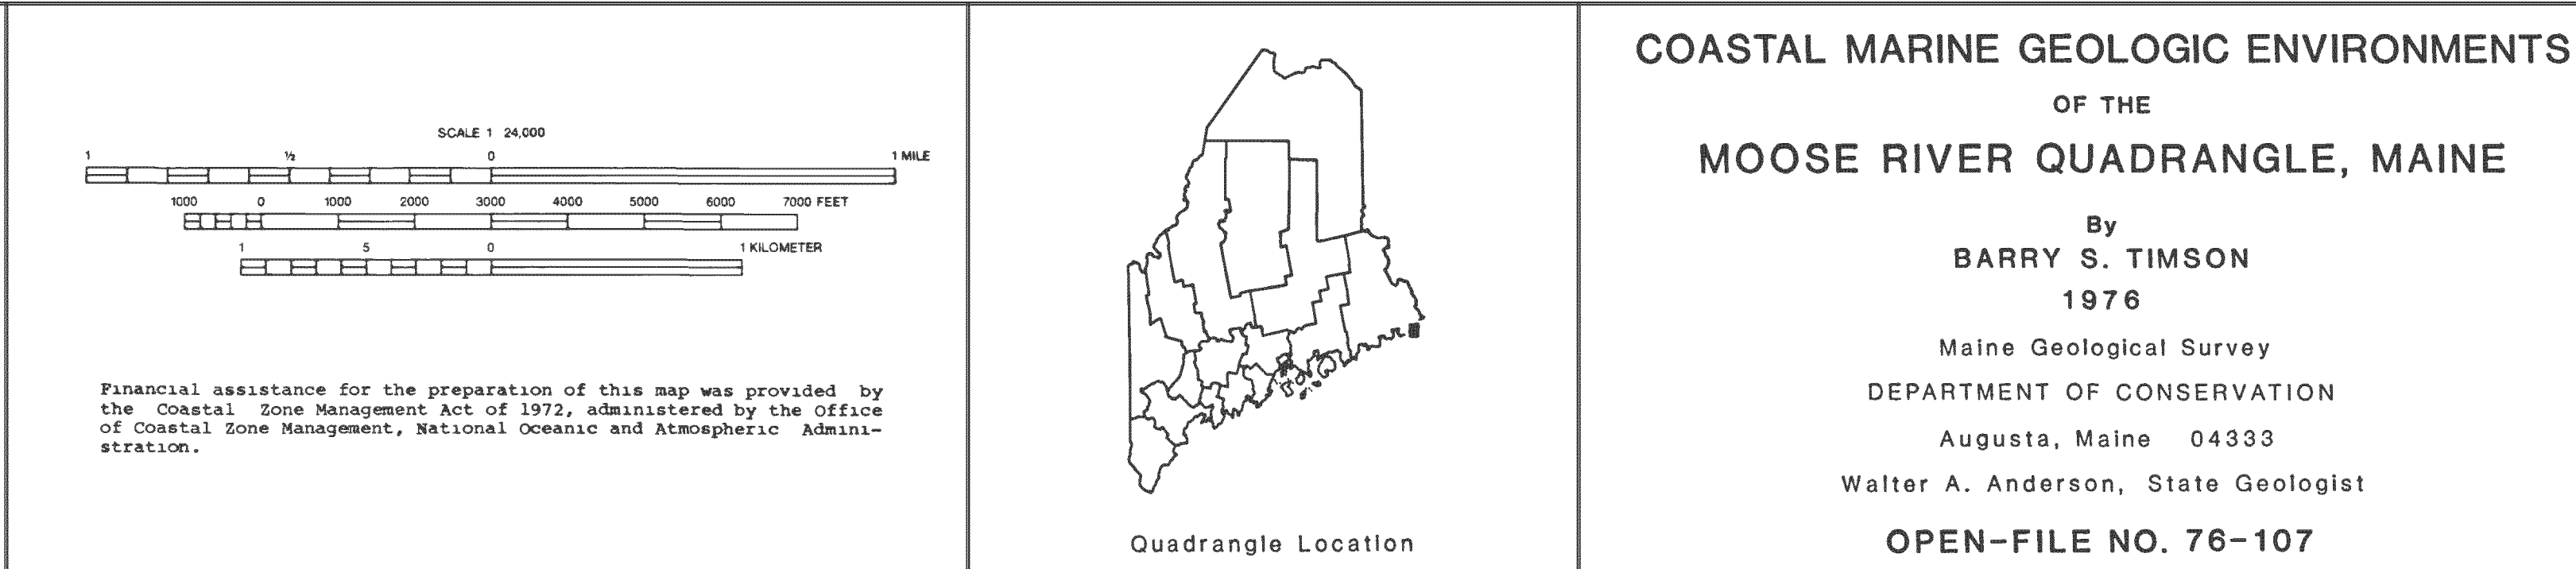 SCALE 1 24,000
1 ½ 0 1 MILE
1000 0 1000 2000 3000 4000 5000 6000 7000 FEET
1 5 0 1 KILOMETER
Financial assistance for the preparation of this map was provided by
the Coastal Zone Management Act of 1972, administered by the Office
of Coastal Zone Management, National Oceanic and Atmospheric Admini-
stration.
Quadrangle Location
COASTAL MARINE GEOLOGIC ENVIRONMENTS
OF THE
MOOSE RIVER QUADRANGLE, MAINE
By
BARRY S. TIMSON
1976
Maine Geological Survey
DEPARTMENT OF CONSERVATION
Augusta, Maine 04333
Walter A. Anderson, State Geologist
OPEN-FILE NO. 76-107